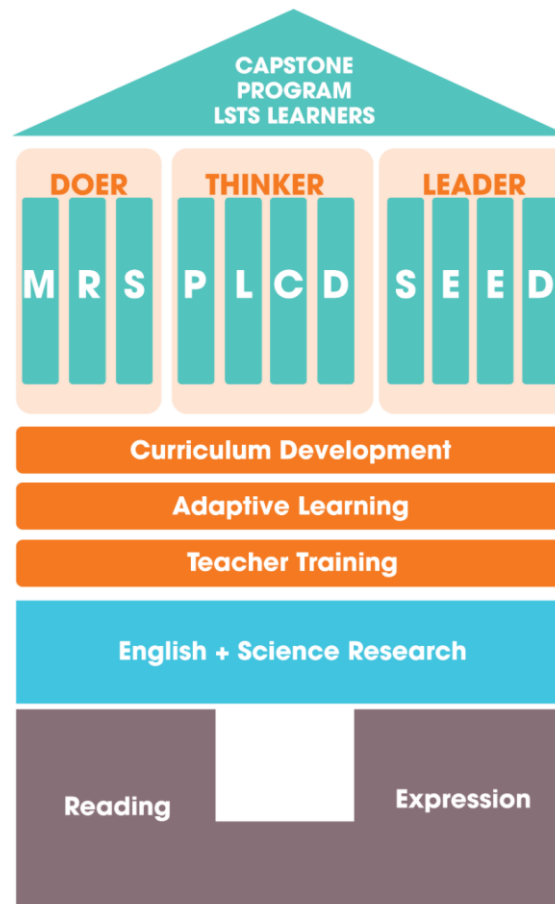 CAPSTONE
PROGRAM
LSTS LEARNERS
DOER THINKER LEADER
M R S P L C D S E E D
Curriculum Development
Adaptive Learning
Teacher Training
English + Science Research
Reading
Expression